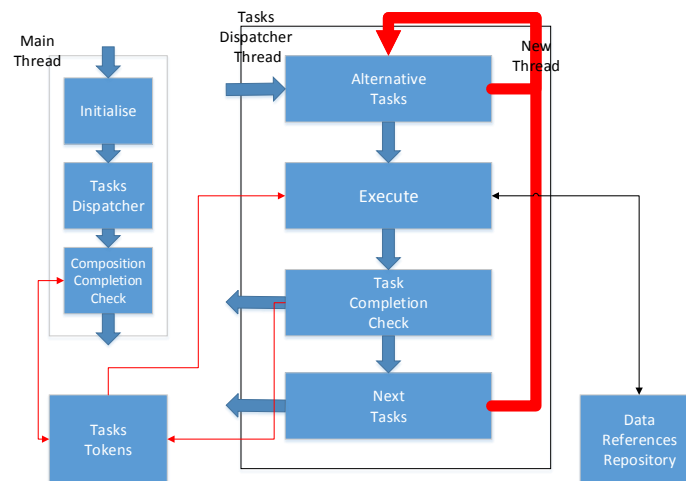 Main
Thread
Initialise
Tasks
Dispatcher
Composition
Completion
Check
Tasks
Tokens
Tasks
Dispatcher
Thread
New
Thread
Alternative
Tasks
Execute
Task
Completion
Check
Next
Tasks
Data
References
Repository